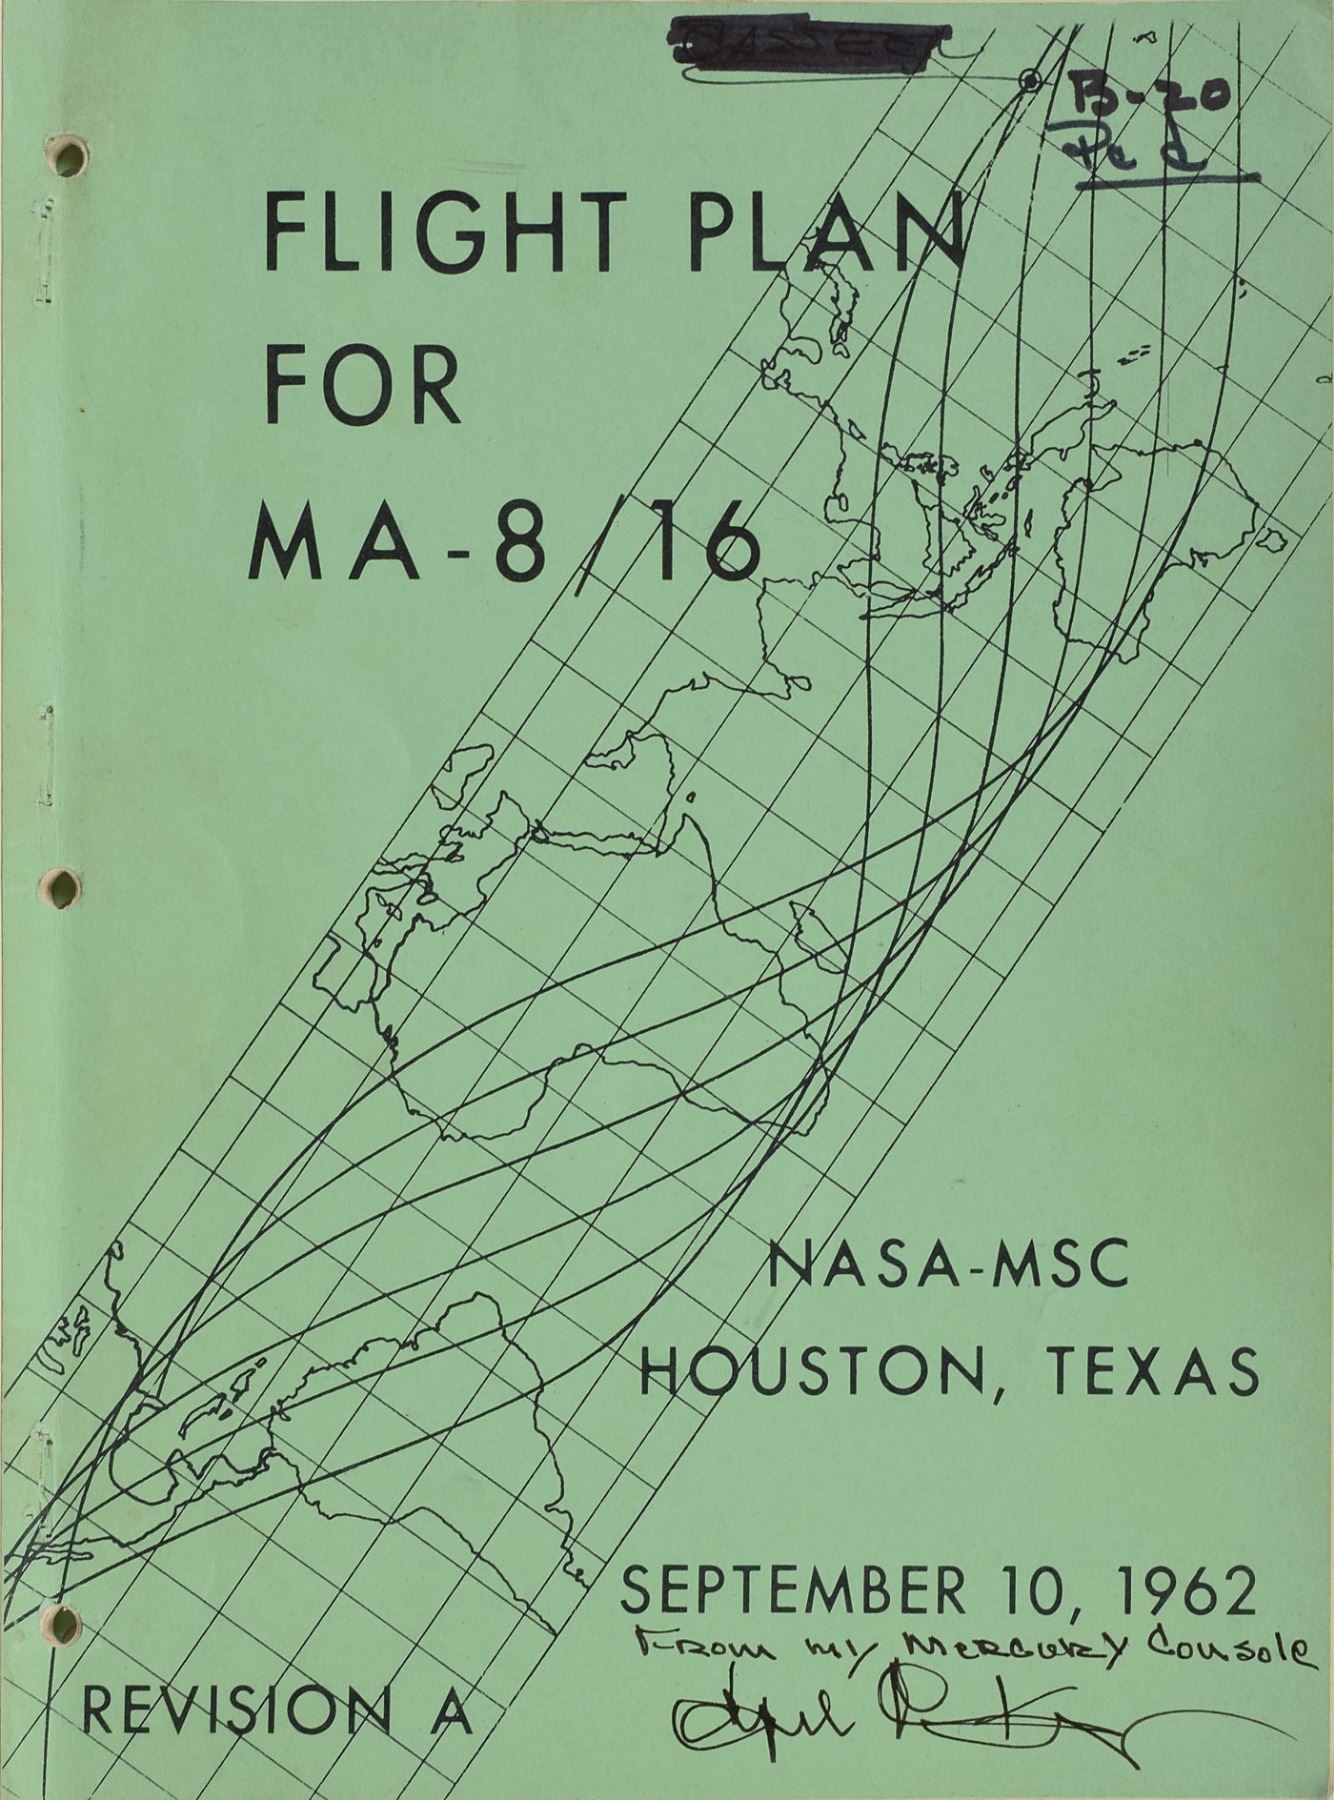 B-20
FLIGHT PLAN
FOR
MA-8/16
NASA-MSC
HOUSTON, TEXAS
SEPTEMBER 10, 1962
From my Mercury Console
REVISION A